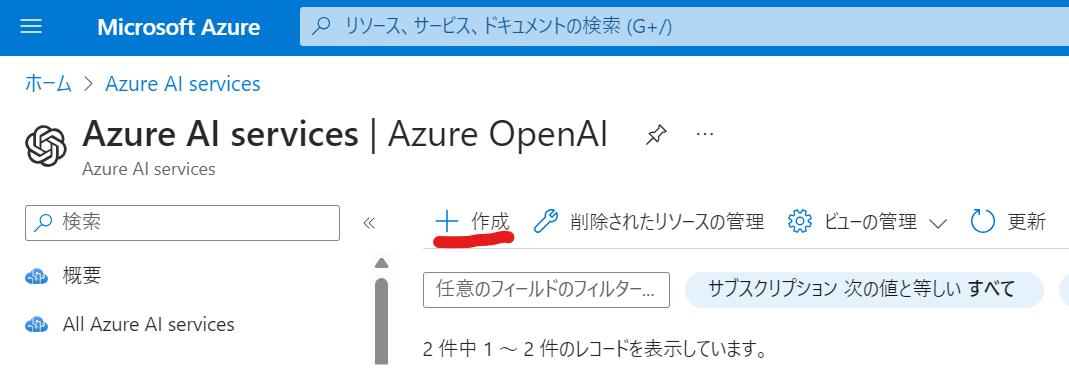 Microsoft Azure
リソース、サービス、ドキュメントの検索 (G+/)
ホーム > Azure AI services
Azure AI services | Azure OpenAI
Azure AI services
検索
作成 削除されたリソースの管理 ビューの管理 更新
概要
任意のフィールドのフィルター... サブスクリプション 次の値と等しい すべて
All Azure AI services
2 件中 1 ～ 2 件のレコードを表示しています。